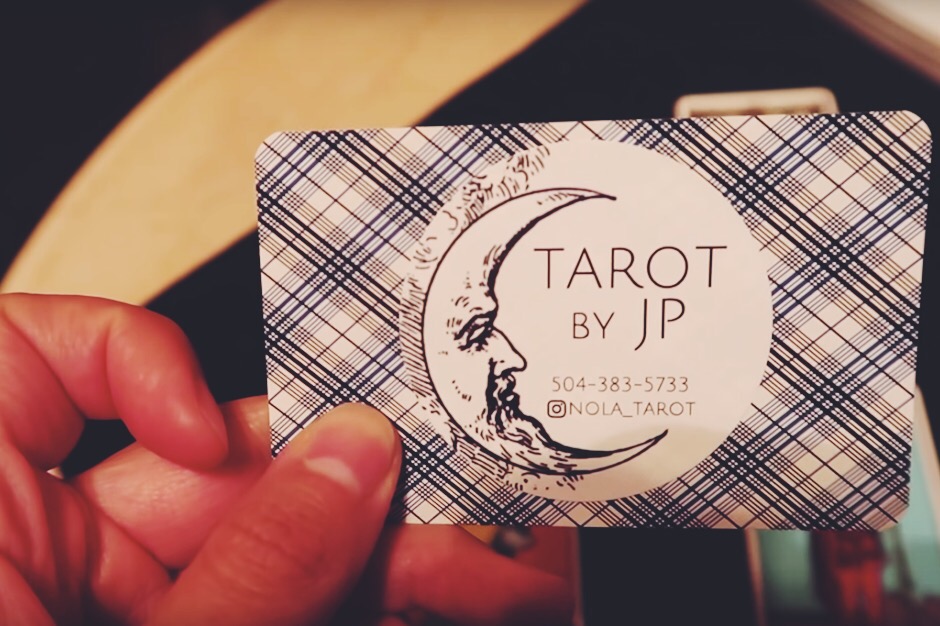 TAROT
BY JP
504-383-5733
NOLA_TAROT